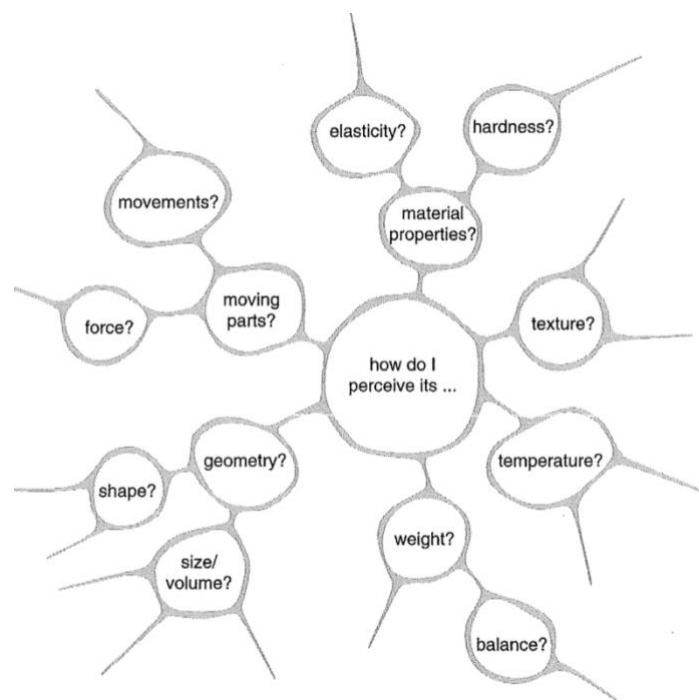 elasticity?
hardness?
movements?
material
properties?
moving
parts?
force?
texture?
how do I
perceive its ...
geometry?
temperature?
shape?
weight?
size/
volume?
balance?